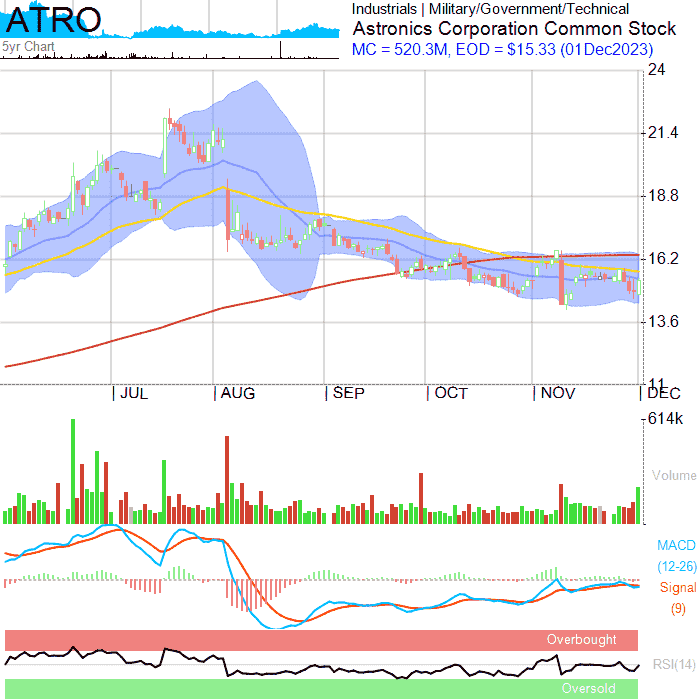 ATRO
5yr Chart
Industrials | Military/Government/Technical
Astronics Corporation Common Stock
MC = 520.3M, EOD = $15.33 (01Dec2023)
24
21.4
18.8
16.2
13.6
11
JUL AUG SEP OCT NOV DEC
614k
Volume
MACD
(12-26)
Signal
(9)
Overbought
RSI(14)
Oversold